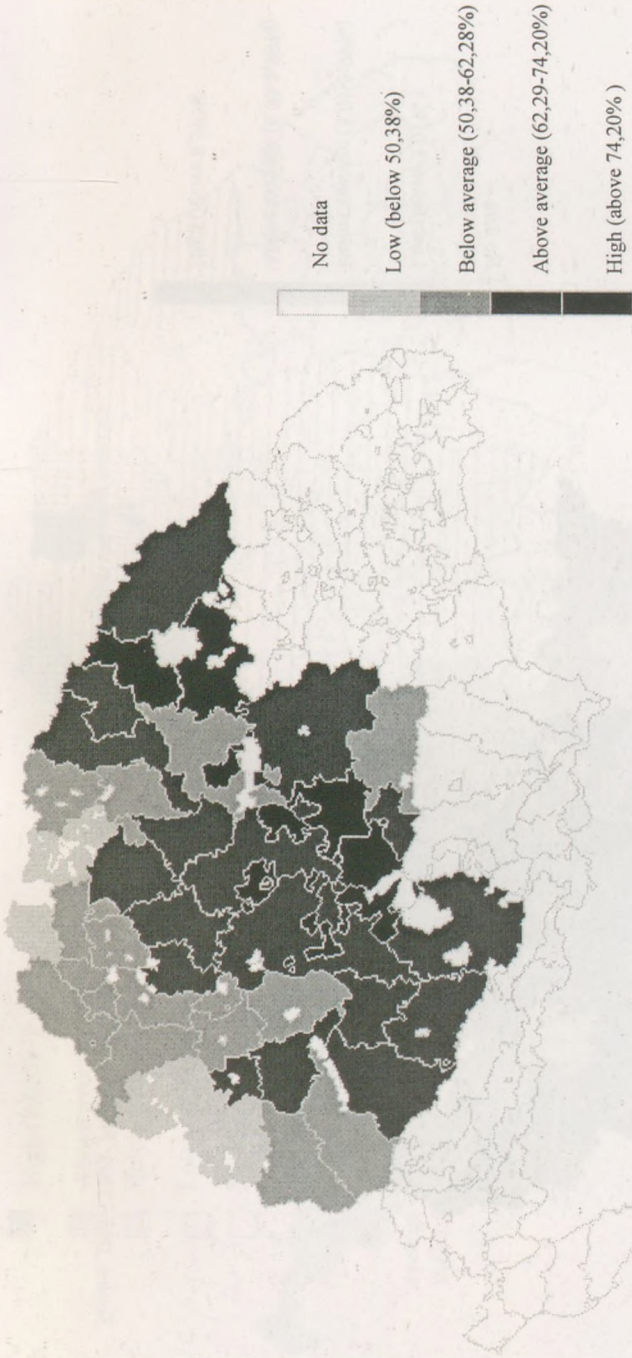 No data
Low (below 50,38%)
Below average (50,38-62,28%)
Above average (62,29-74,20%)
High (above 74,20% )